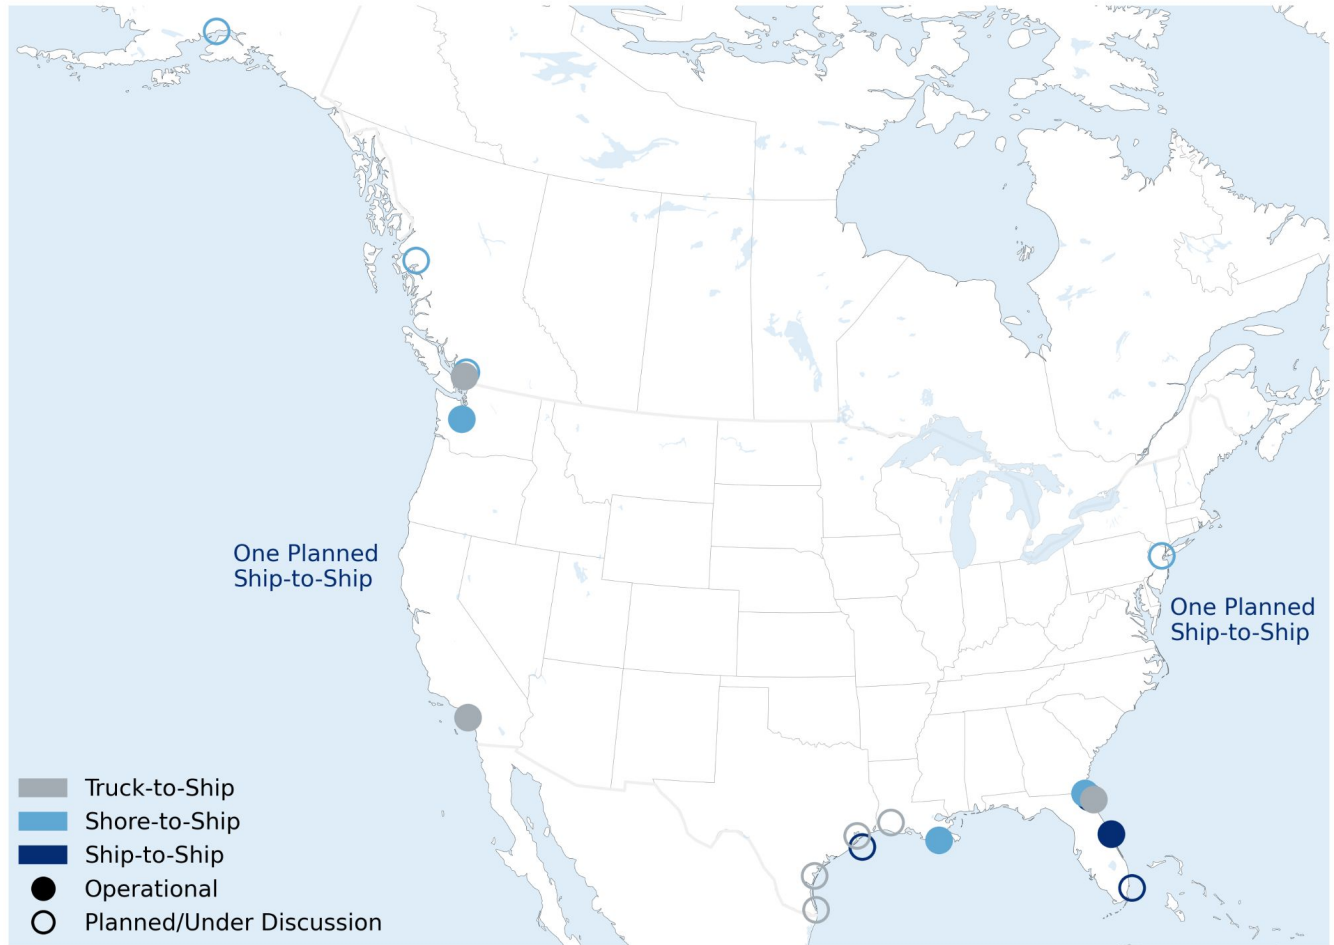 One Planned
Ship-to-Ship
One Planned
Ship-to-Ship
Truck-to-Ship
Shore-to-Ship
Ship-to-Ship
Operational
Planned/Under Discussion